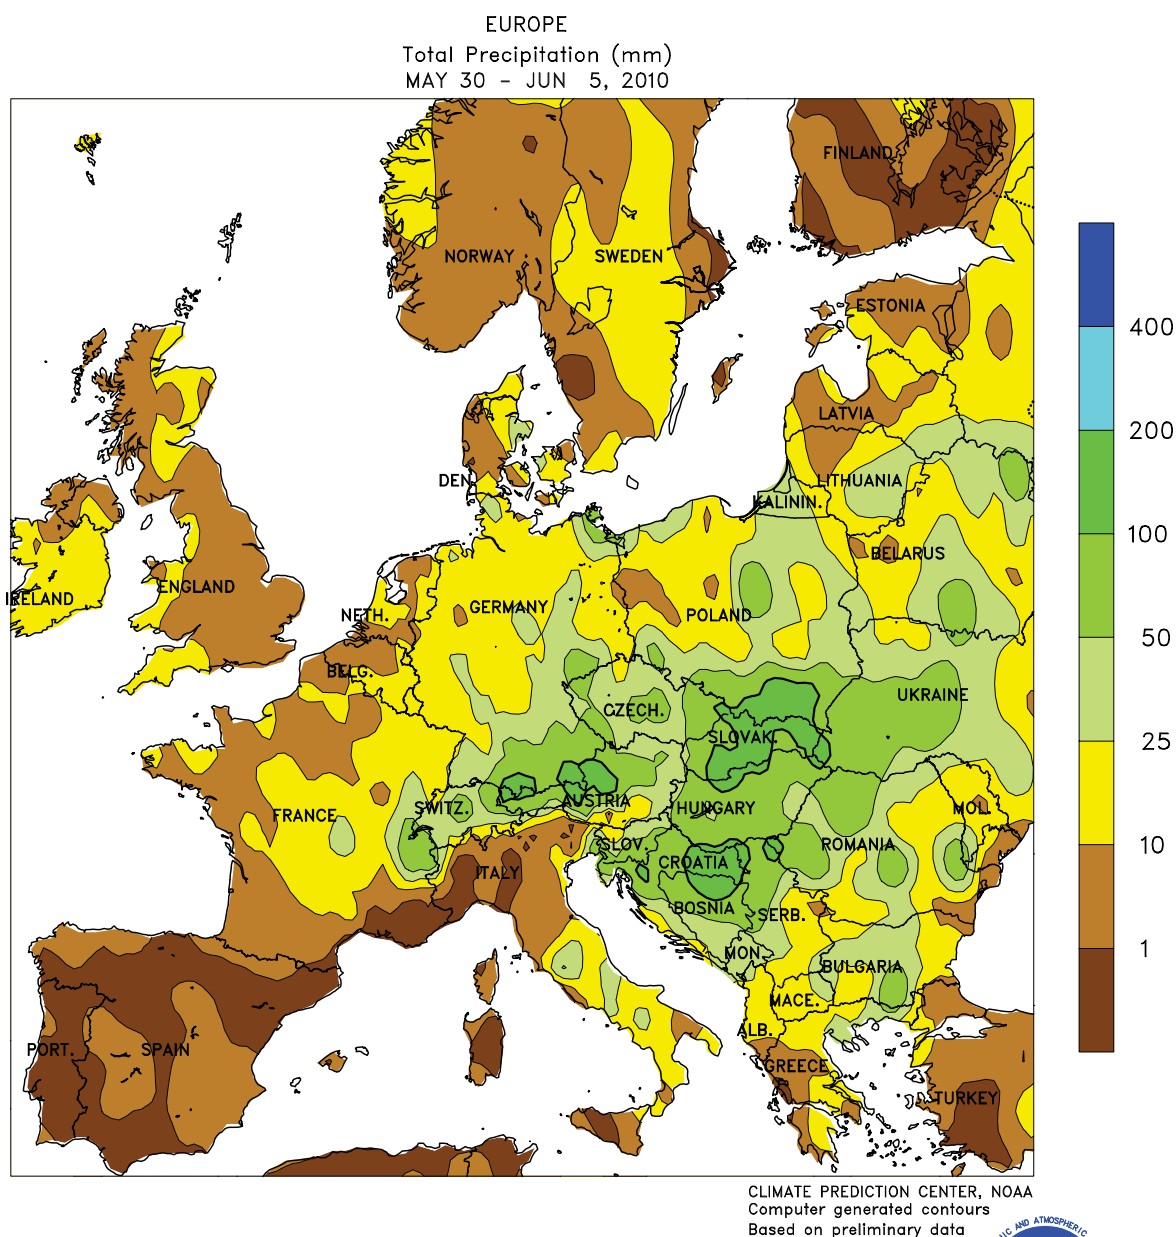 EUROPE
Total Precipitation (mm)
MAY 30 - JUN 5, 2010
FINLAND
NORWAY
SWEDEN
ESTONIA
400
200
LATVIA
DEN.
LITHUANIA
KALININ.
100
BELARUS
IRELAND
ENGLAND
NETH.
GERMANY
POLAND
50
BELG.
CZECH.
UKRAINE
SLOVAK.
25
FRANCE
SWITZ.
AUSTRIA
HUNGARY
MOL.
SLOV.
ROMANIA
10
ITALY
CROATIA
BOSNIA
SERB.
MON.
1
BULGARIA
MACE.
ALB.
PORT.
SPAIN
GREECE
TURKEY
CLIMATE PREDICTION CENTER, NOAA
Computer generated contours
Based on preliminary data
AND ATMOSPHERIC